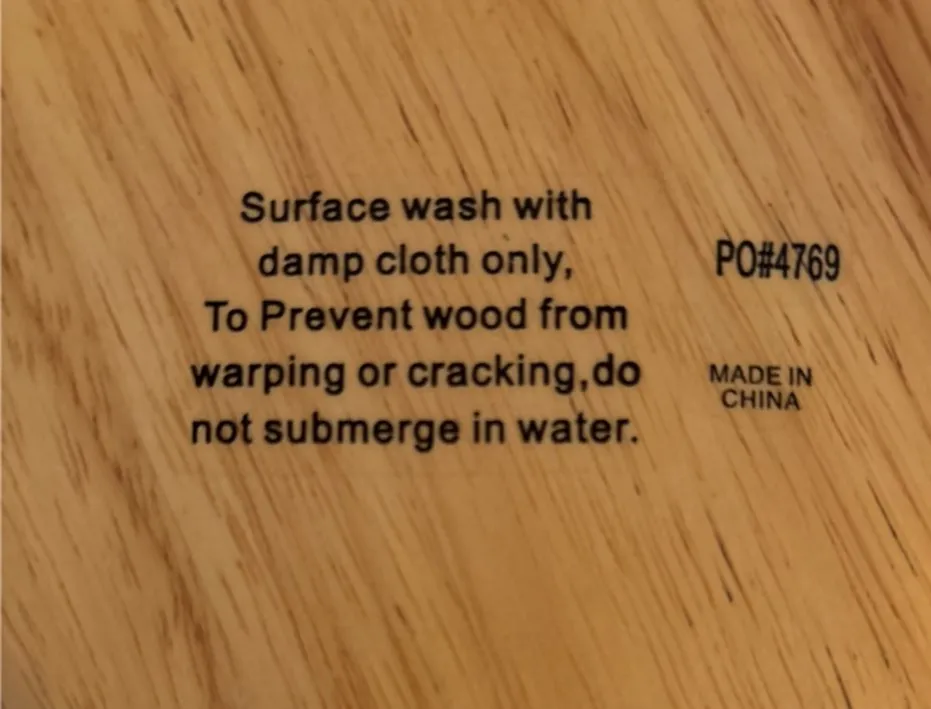 Surface wash with
damp cloth only,
To Prevent wood from
warping or cracking,do
not submerge in water.
PO#4769
MADE IN
CHINA